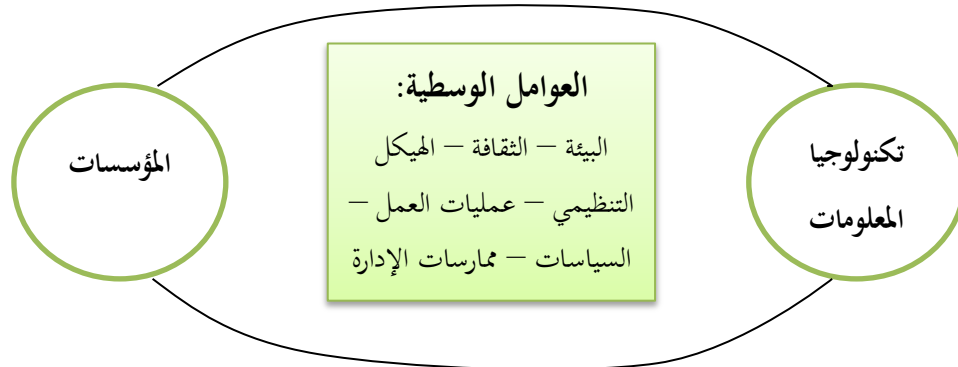 تكنولوجيا
المعلومات
العوامل الوسطية:
البيئة – الثقافة – الهيكل
التنظيمي – عمليات العمل –
السياسات – ممارسات الإدارة
المؤسسات